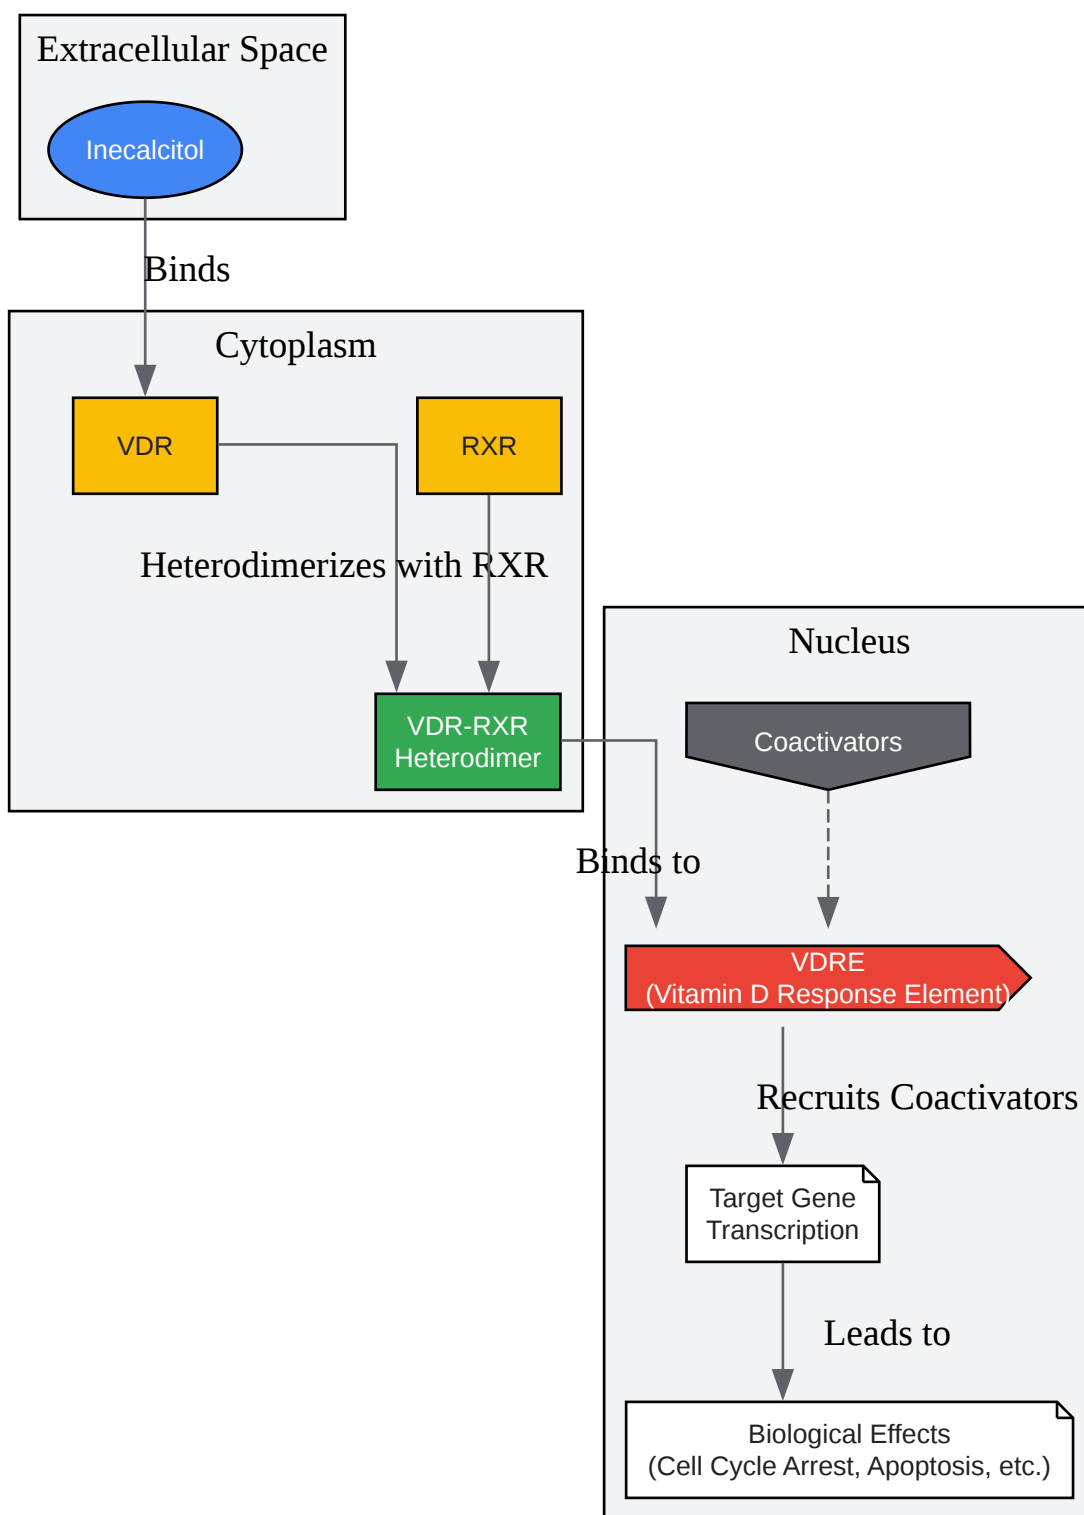 Extracellular Space
Inecalcitol
Binds
Cytoplasm
VDR
RXR
Heterodimerizes with RXR
VDR-RXR
Heterodimer
Nucleus
Coactivators
Binds to
VDRE
(Vitamin D Response Element)
Recruits Coactivators
Target Gene
Transcription
Leads to
Biological Effects
(Cell Cycle Arrest, Apoptosis, etc.)